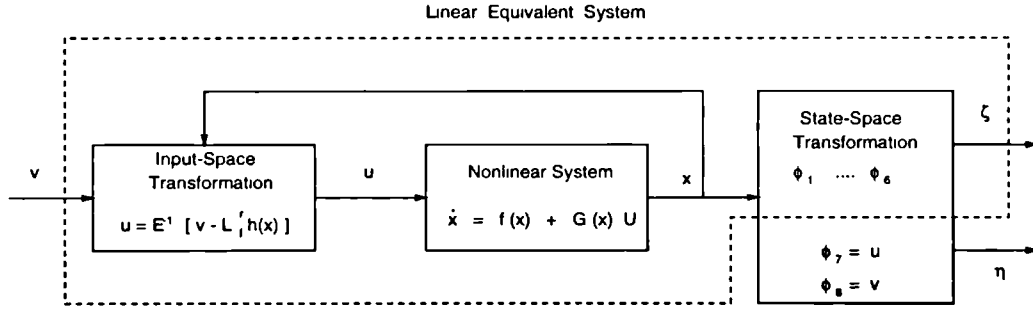 Linear Equivalent System
v
Input-Space
Transformation
u = E⁻¹ [ v - L_f^r h(x) ]
u
Nonlinear System
ẋ = f (x) + G (x) U
x
State-Space
Transformation
ϕ₁ .... ϕ₆
ϕ₇ = u
ϕ₈ = v
ζ
η